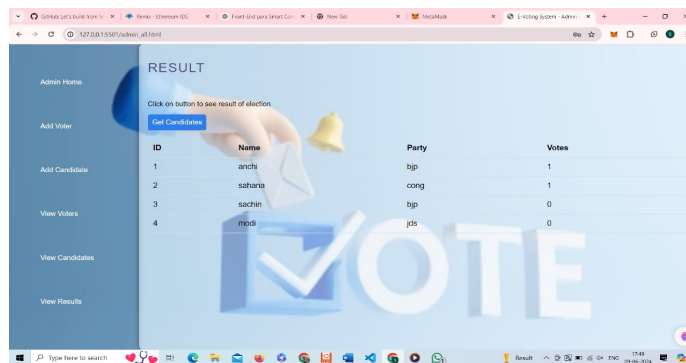 GitHub: Let's build from he
Remix - Ethereum IDE
Front-End para Smart Con
New Tab
MetaMask
E-Voting System - Admin
127.0.0.1:5501/admin_all.html
RESULT
Admin Home
Click on button to see result of election
Get Candidates
Add Voter
ID Name Party Votes
1 anchi bjp 1
Add Candidate
2 sahana cong 1
3 sachin bjp 0
View Voters
4 modi jds 0
VOTE
View Candidates
View Results
Type here to search
Result
ENG
17:49
09-06-2024